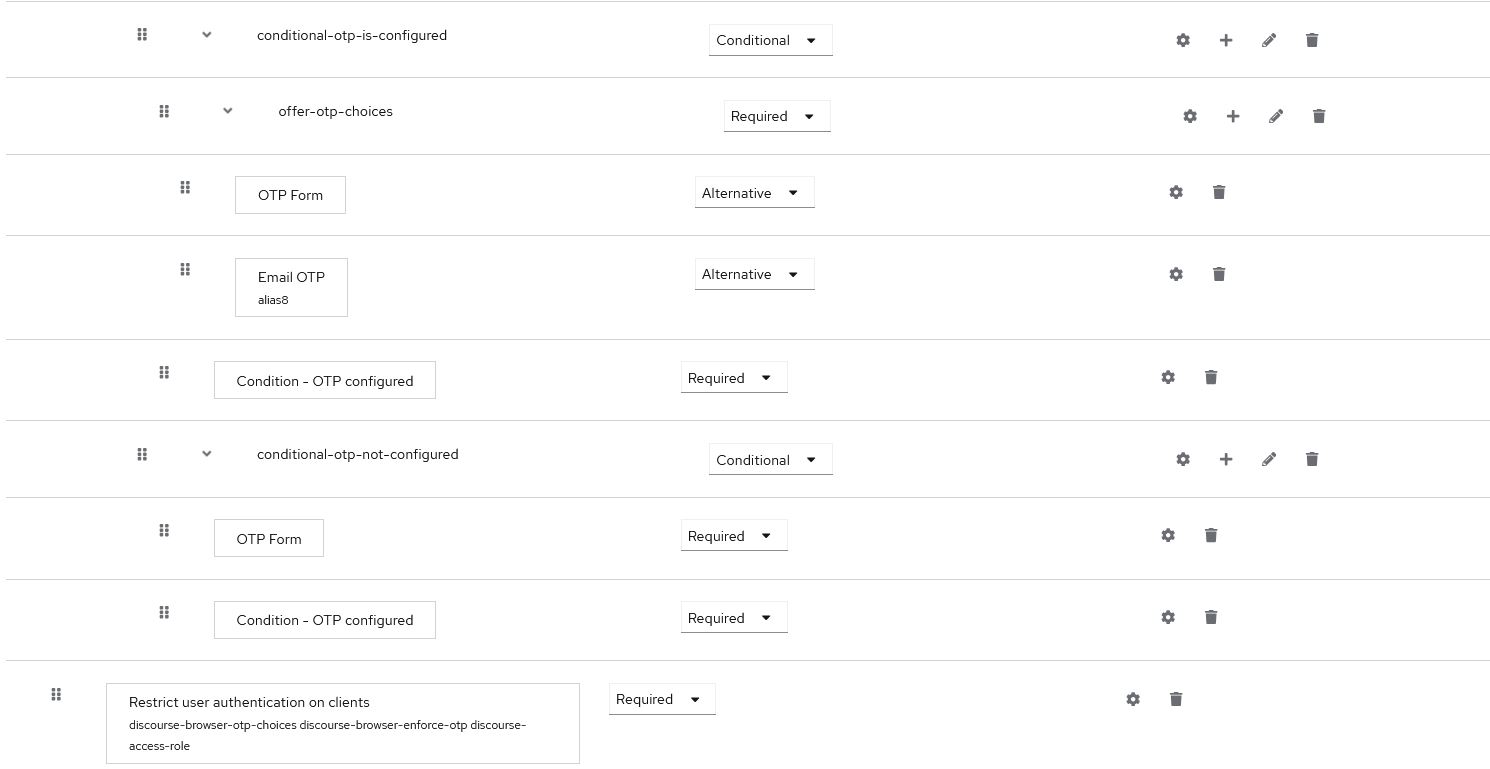 conditional-otp-is-configured
Conditional
offer-otp-choices
Required
OTP Form
Alternative
Email OTP
alias8
Alternative
Condition - OTP configured
Required
conditional-otp-not-configured
Conditional
OTP Form
Required
Condition - OTP configured
Required
Restrict user authentication on clients
discourse-browser-otp-choices discourse-browser-enforce-otp discourse-
access-role
Required